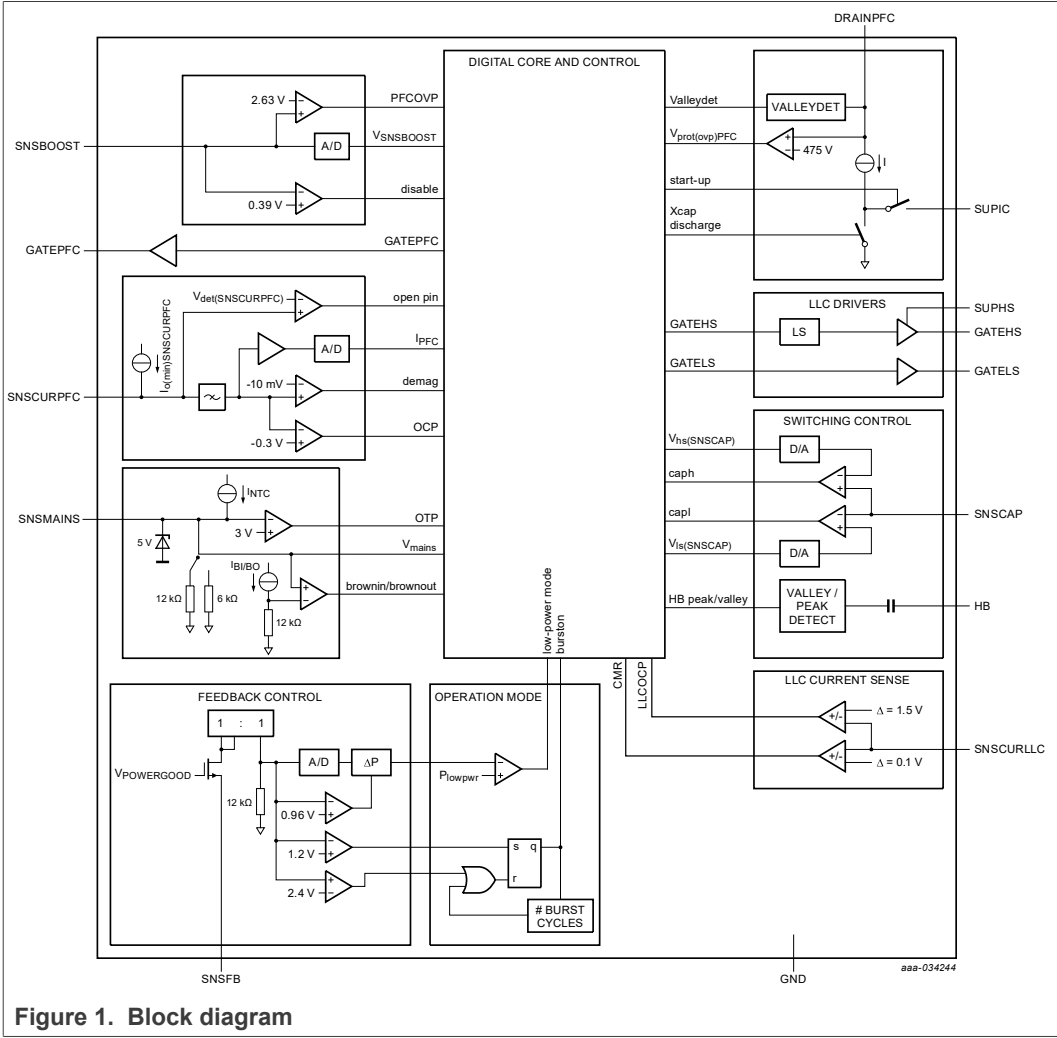 DRAINPFC
DIGITAL CORE AND CONTROL
2.63 V
PFCOVP
SNSBOOST
A/D
VSNSBOOST
disable
0.39 V
GATEPFC
GATEPFC
Vdet(SNSCURPFC)
open pin
Io(min)SNSCURPFC
A/D
IPFC
-10 mV
demag
SNSCURPFC
OCP
-0.3 V
INTC
SNSMAINS
OTP
3 V
5 V
Vmains
IBI/BO
brownin/brownout
12 kΩ
6 kΩ
12 kΩ
low-power mode
burston
CMR
LLCOCP
Valleydet
VALLEYDET
Vprot(ovp)PFC
475 V
I
start-up
SUPIC
Xcap
discharge
LLC DRIVERS
SUPHS
GATEHS
LS
GATEHS
GATELS
GATELS
SWITCHING CONTROL
Vhs(SNSCAP)
D/A
caph
capl
SNSCAP
Vls(SNSCAP)
D/A
HB peak/valley
VALLEY /
PEAK
DETECT
HB
LLC CURRENT SENSE
Δ = 1.5 V
+/-
SNSCURLLC
+/-
Δ = 0.1 V
FEEDBACK CONTROL
1 : 1
VPOWERGOOD
A/D
ΔP
12 kΩ
0.96 V
1.2 V
2.4 V
OPERATION MODE
Plowpwr
s q
r
# BURST
CYCLES
SNSFB
GND
aaa-034244
Figure 1. Block diagram